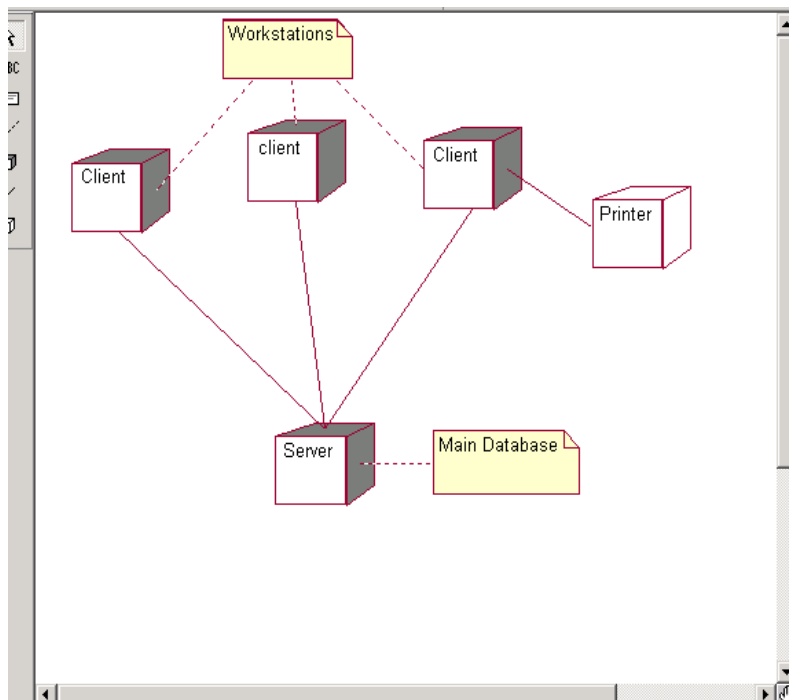 Workstations
Client
client
Client
Printer
Server
Main Database